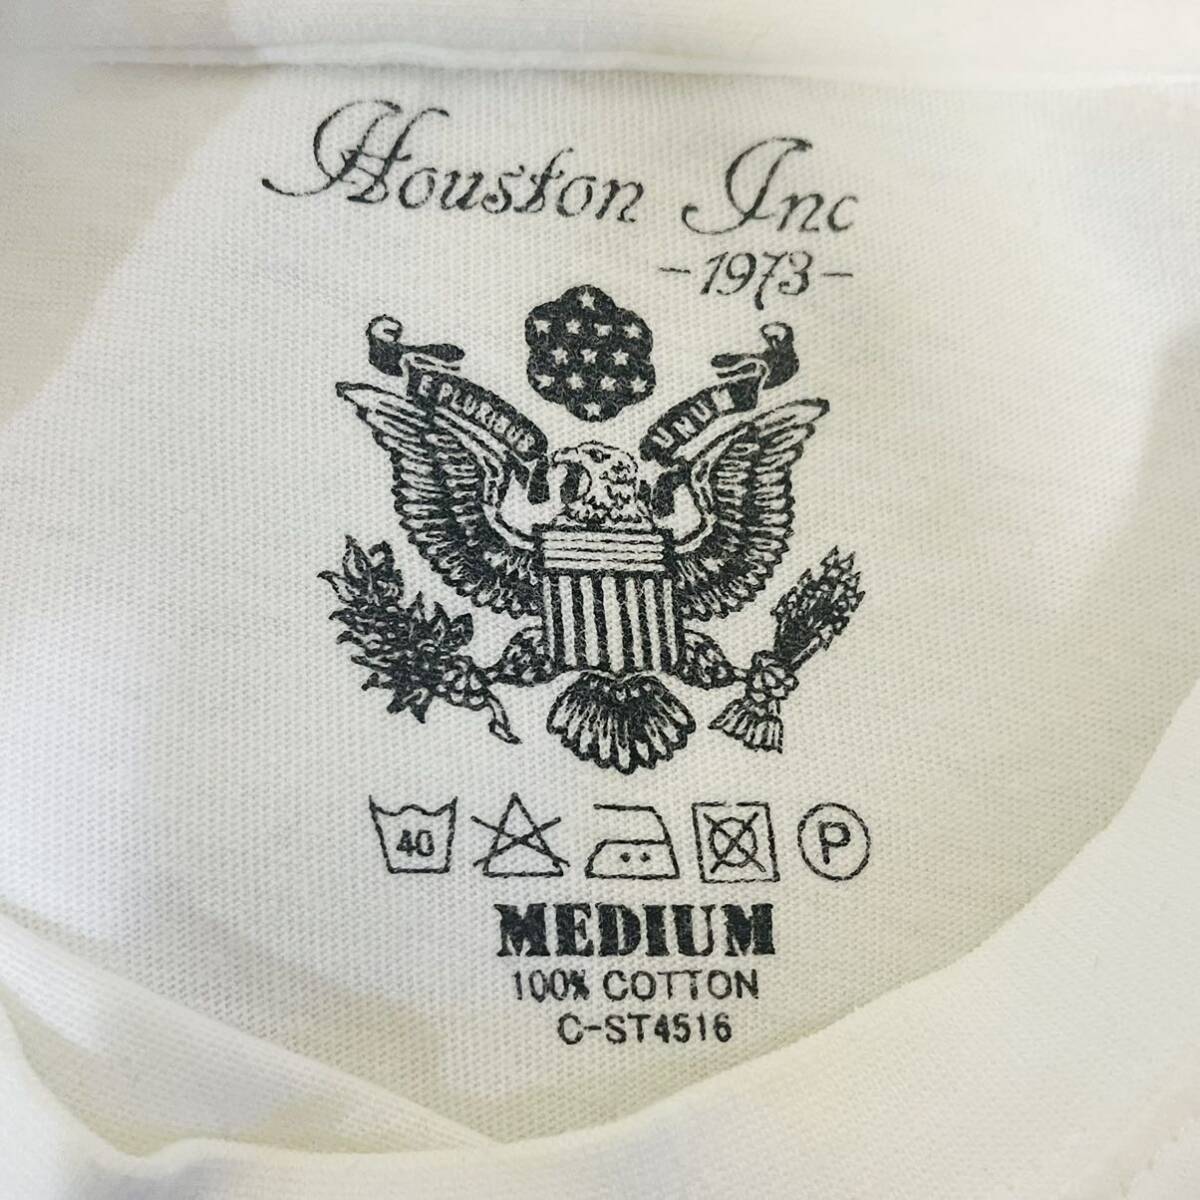 Houston Inc
-1973-
E PLURIBUS UNUM
40
P
MEDIUM
100% COTTON
C-ST4516